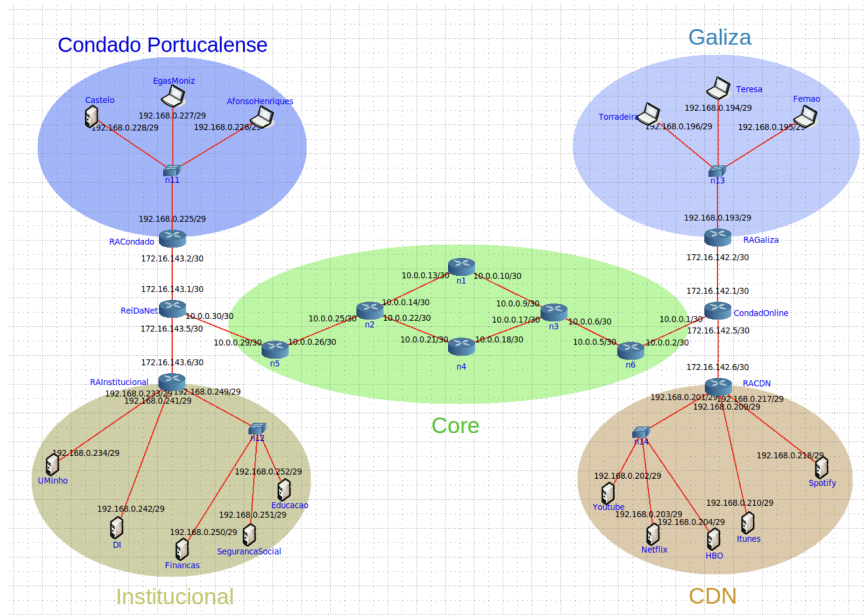 Condado Portucalense
Galiza
EgasMoniz
Castelo
192.168.0.227/29
AfonsoHenriques
192.168.0.228/29
192.168.0.226/29
n11
192.168.0.225/29
RACondado
172.16.143.2/30
172.16.143.1/30
ReiDaNet
10.0.0.30/30
172.16.143.5/30
172.16.143.6/30
Teresa
192.168.0.194/29
Fernao
Torradeira
192.168.0.196/29
192.168.0.195/29
n13
192.168.0.193/29
RAGaliza
172.16.142.2/30
172.16.142.1/30
10.0.0.1/30
CondadOnline
172.16.142.5/30
172.16.142.6/30
10.0.0.13/30
10.0.0.10/30
n1
10.0.0.14/30
10.0.0.9/30
10.0.0.25/30
n2
10.0.0.22/30
10.0.0.17/30
n3
10.0.0.6/30
10.0.0.29/30
10.0.0.26/30
10.0.0.21/30
10.0.0.18/30
10.0.0.5/30
10.0.0.2/30
n5
n4
n6
Core
RAInstitucional
192.168.0.233/29
192.168.0.249/29
192.168.0.241/29
n12
192.168.0.234/29
UMinho
192.168.0.252/29
Educacao
192.168.0.242/29
DI
192.168.0.251/29
192.168.0.250/29
SegurancaSocial
Financas
Institucional
RACDN
192.168.0.201/29
192.168.0.217/29
192.168.0.209/29
n14
192.168.0.218/29
Spotify
192.168.0.202/29
Youtube
192.168.0.210/29
192.168.0.203/29
192.168.0.204/29
Itunes
Netflix
HBO
CDN